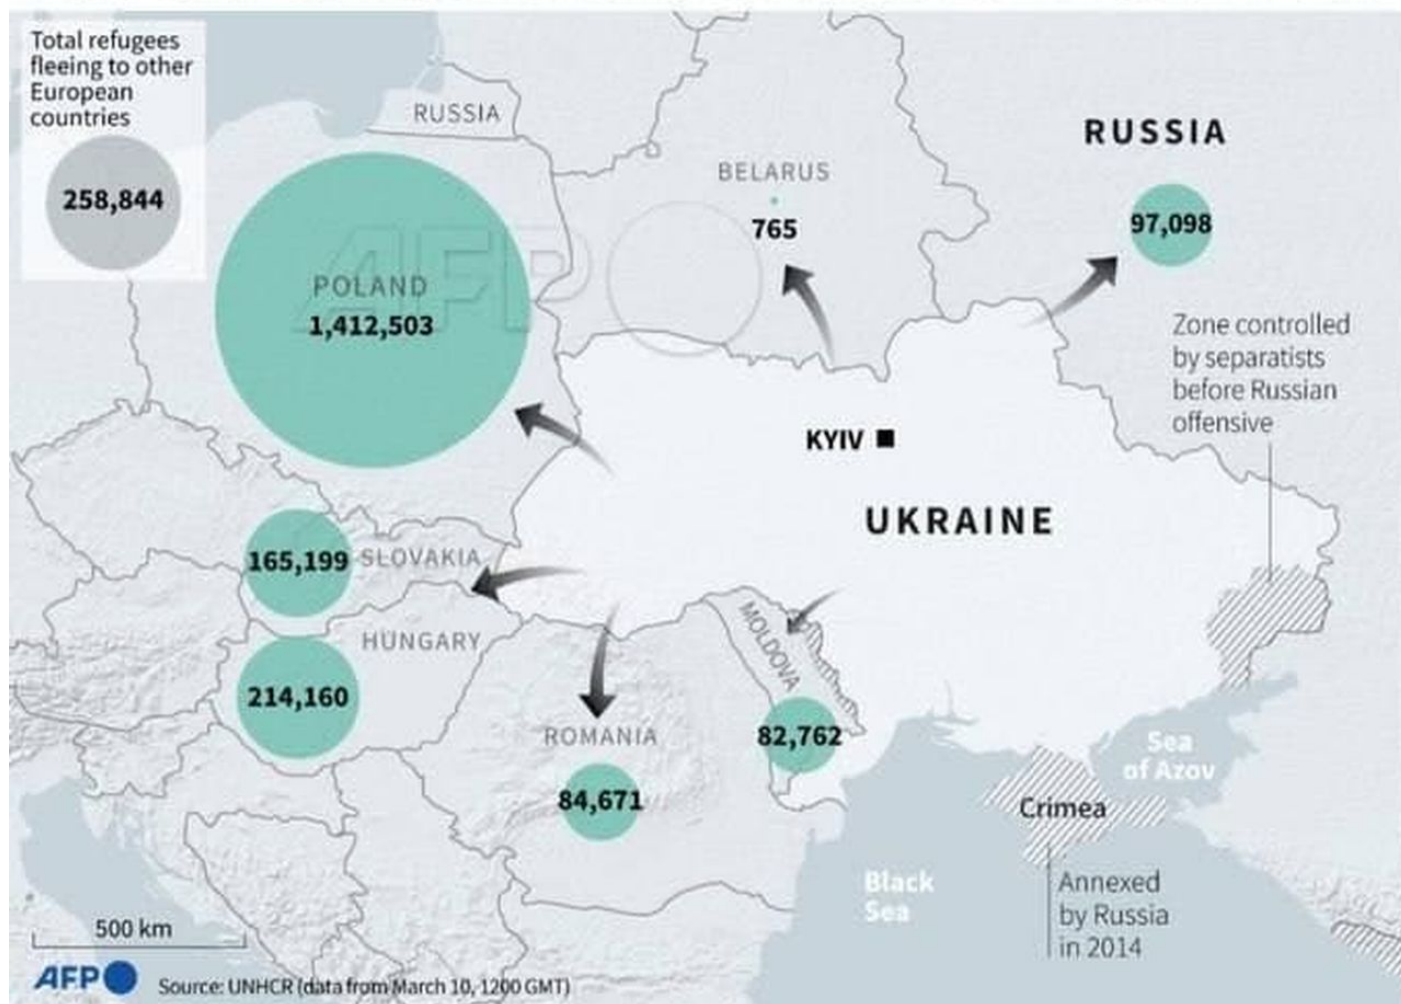 Total refugees
fleeing to other
European
countries
258,844
RUSSIA
POLAND
1,412,503
AFP
BELARUS
765
RUSSIA
97,098
Zone controlled
by separatists
before Russian
offensive
KYIV
UKRAINE
165,199
SLOVAKIA
HUNGARY
214,160
MOLDOVA
82,762
ROMANIA
84,671
Sea
of Azov
Crimea
Black
Sea
Annexed
by Russia
in 2014
500 km
AFP
Source: UNHCR (data from March 10, 1200 GMT)